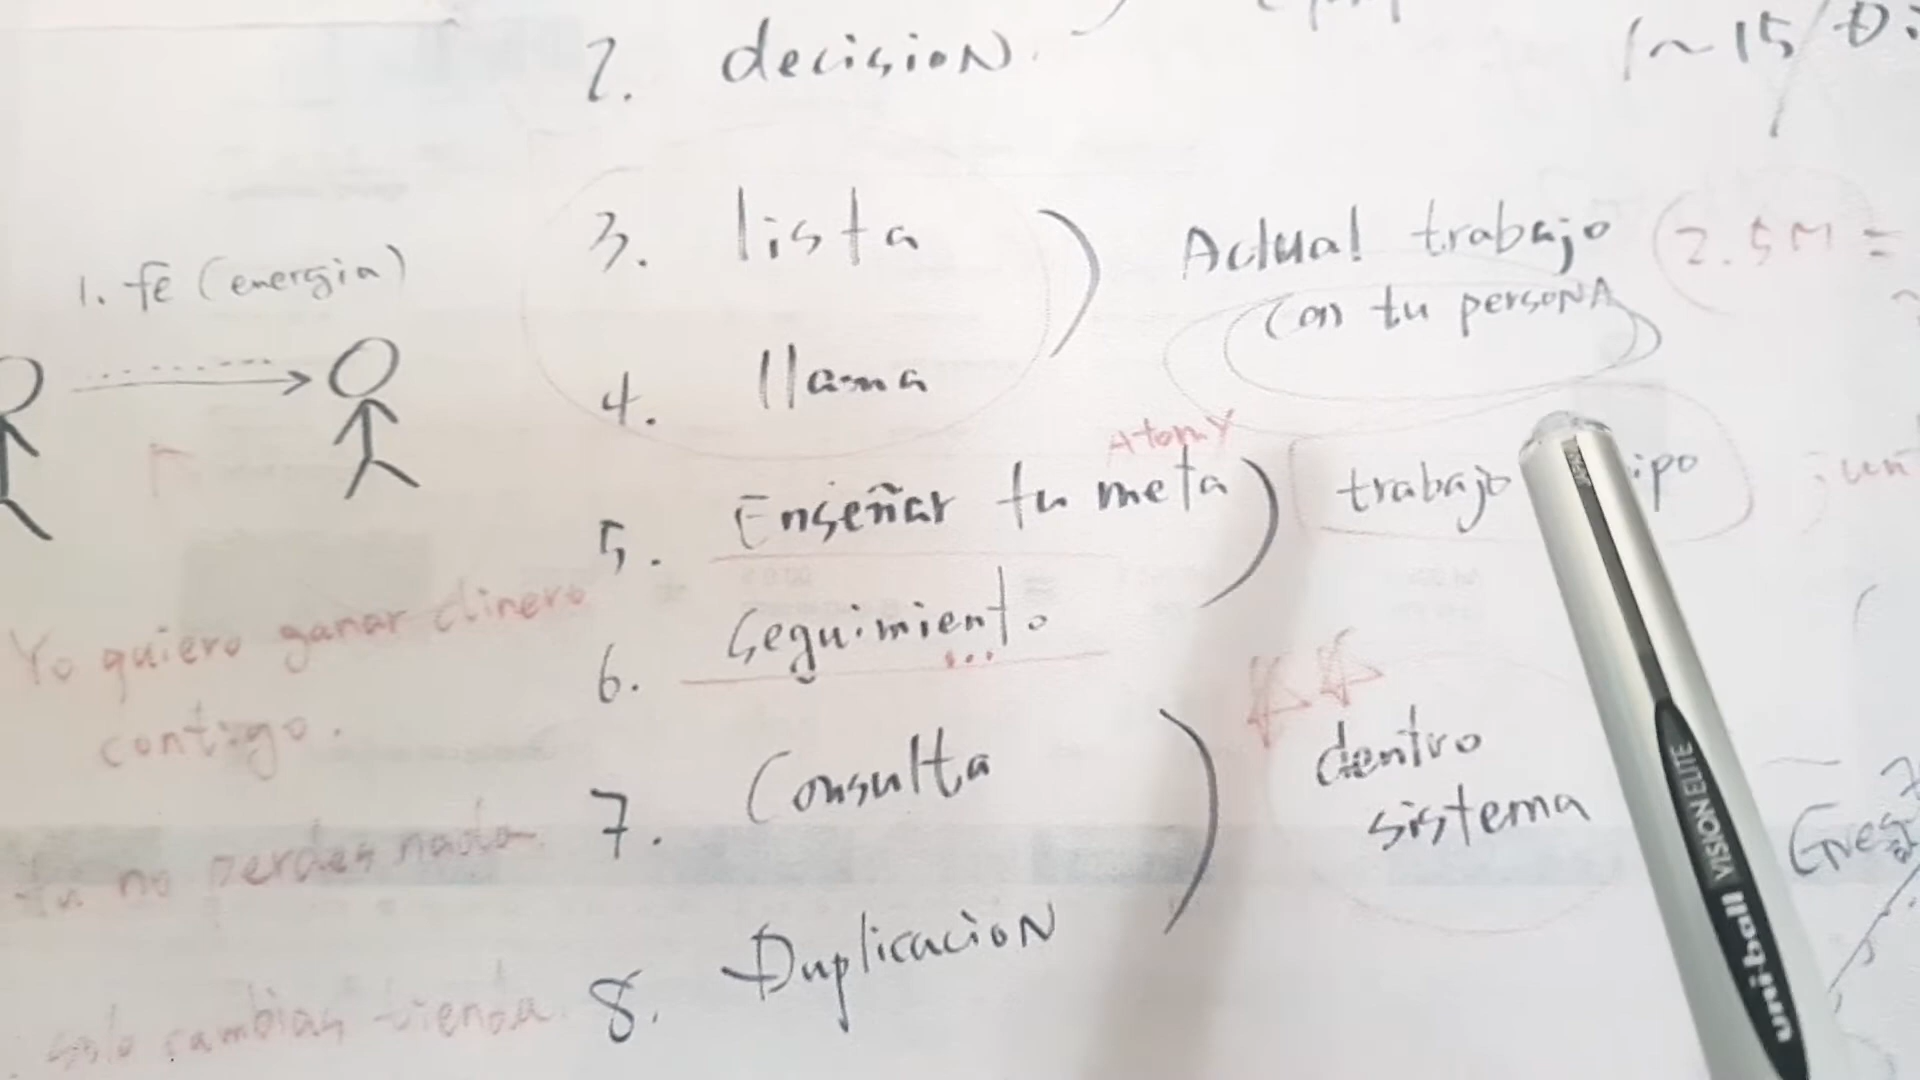 2. decisioN.
1~15/
3. lista
Actual trabajo
2.5M =
con tu persoNA
1. fe (energia)
4. llama
AtomY
5. Enseñar tu meta
trabajo ipo
6. Seguimiento
Yo quiero ganar dinero
contigo.
7. Consulta
dentro
sistema
tu no perdes nada.
8. DuplicacioN
solo cambias tienda.
uni-ball VISION ELITE